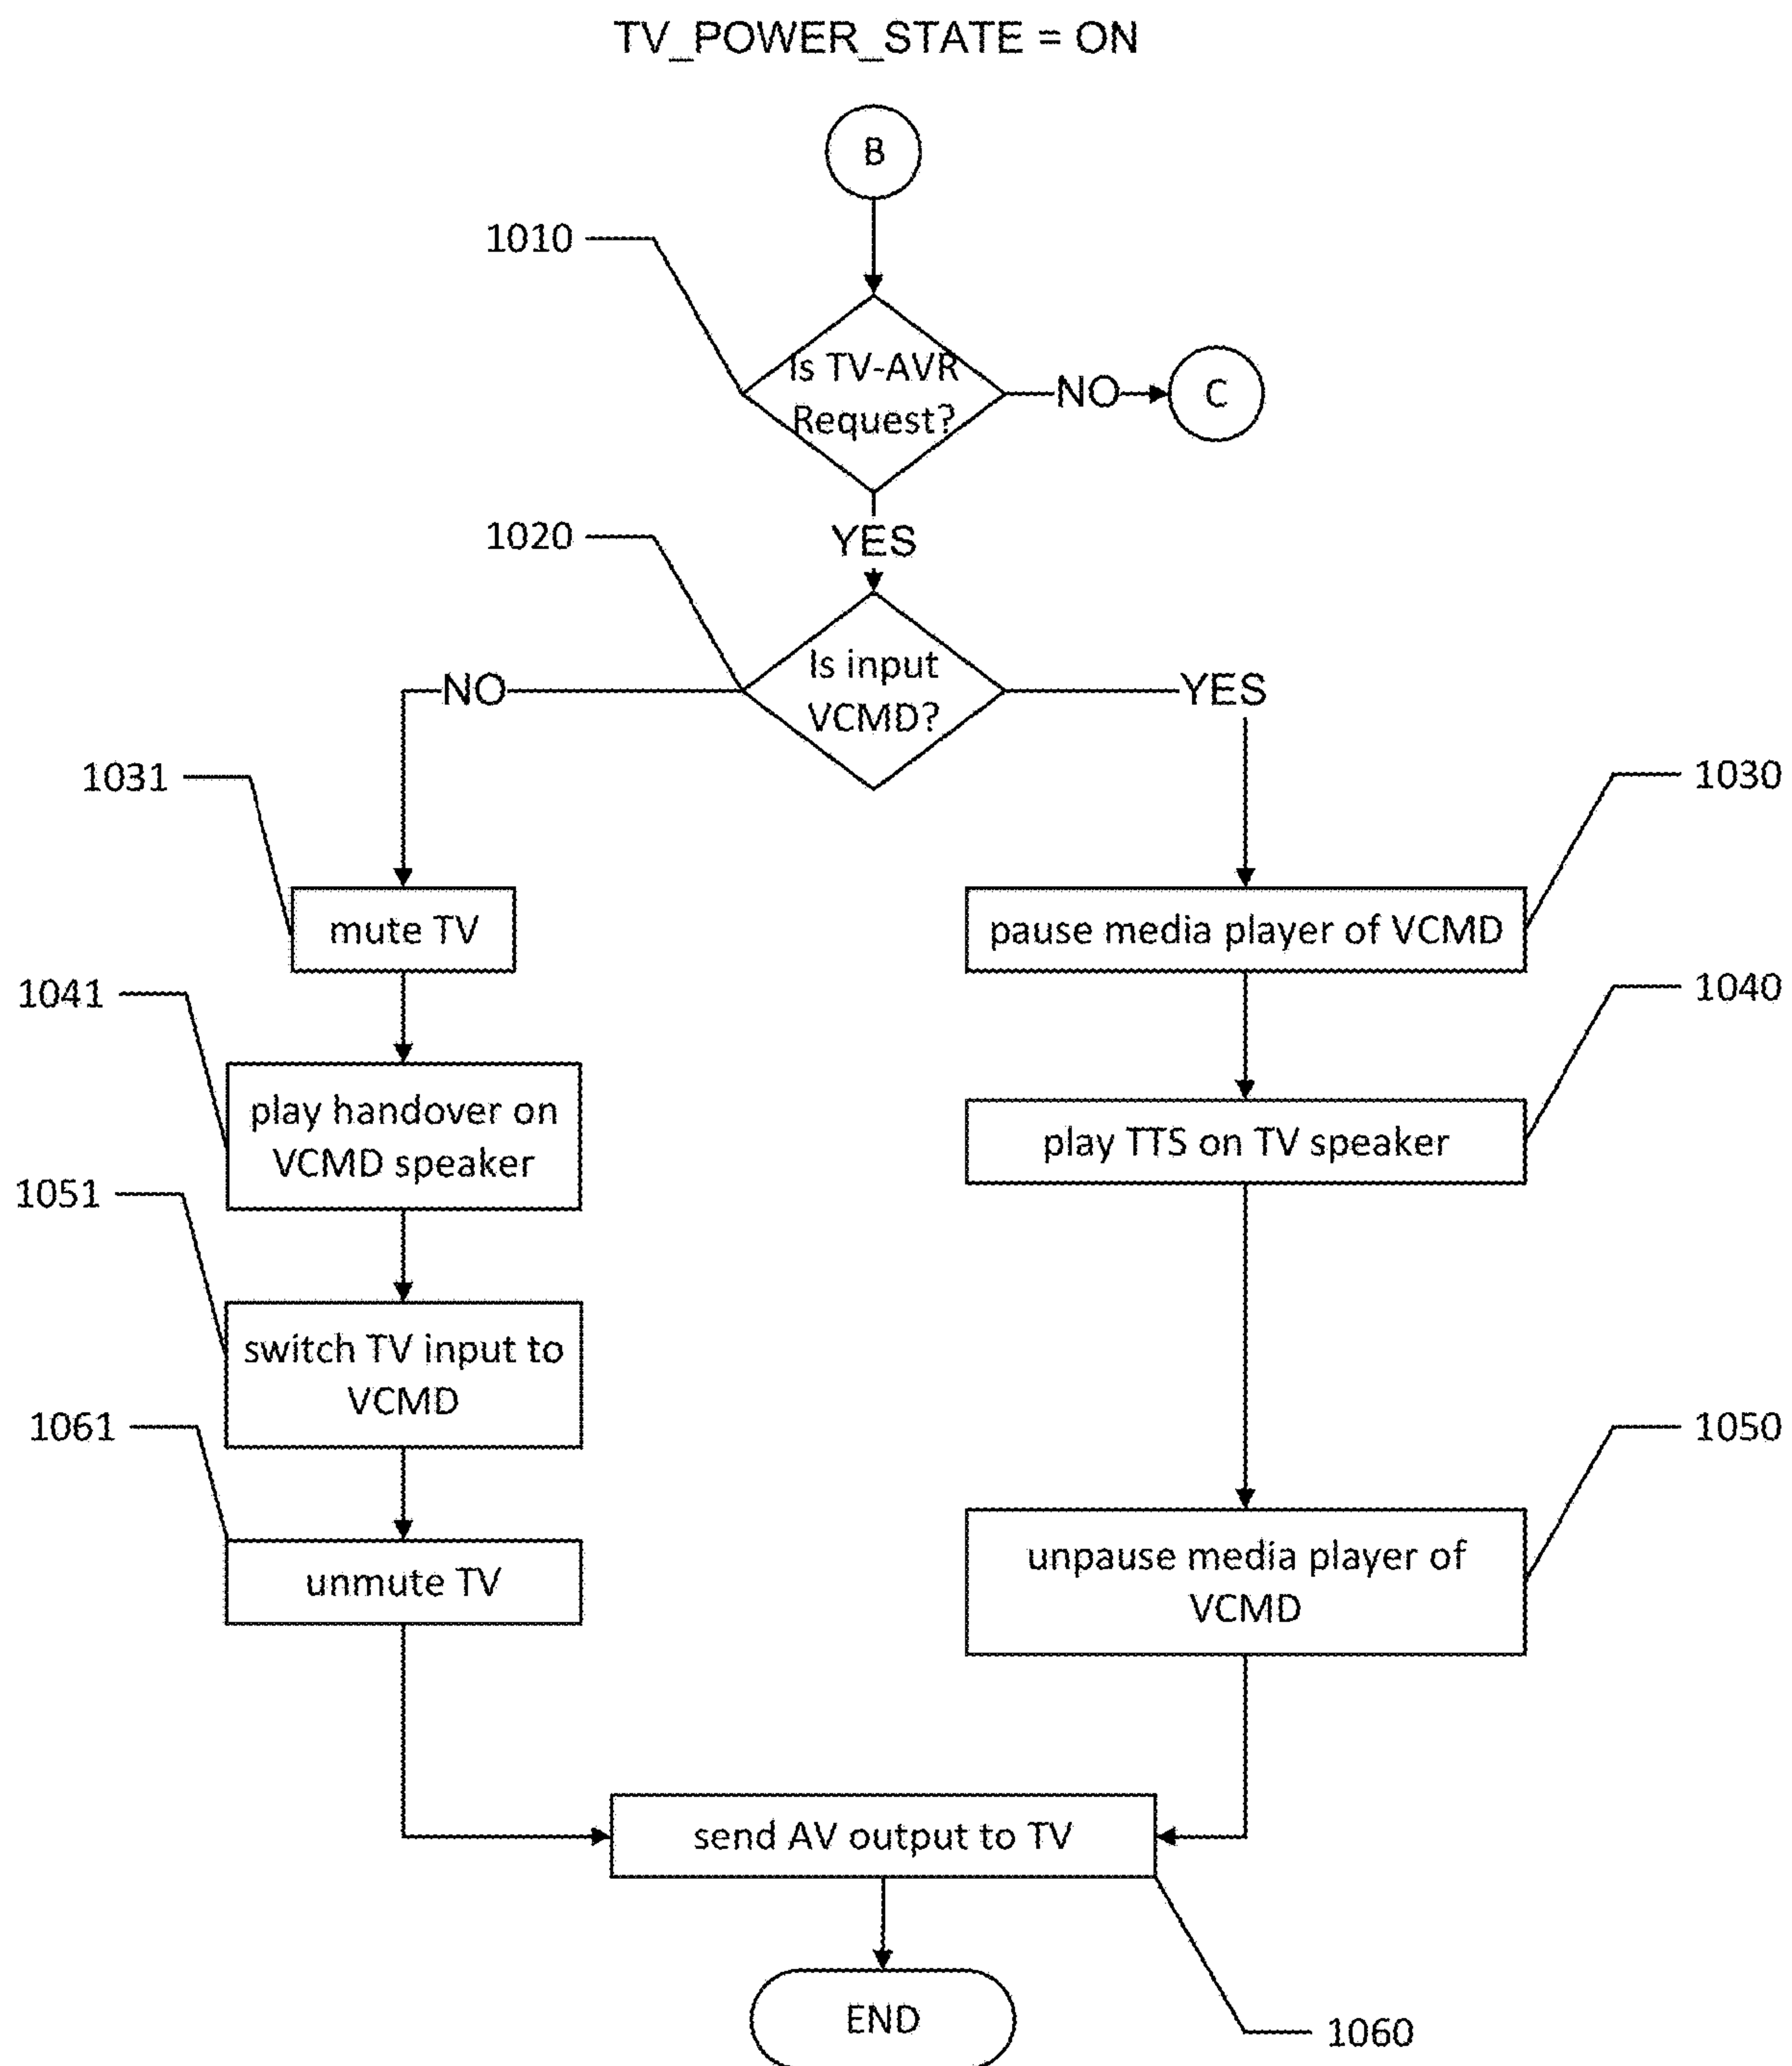 TV_POWER_STATE = ON
B
1010
Is TV-AVR
Request?
NO
C
YES
1020
Is input
VCMD?
NO
YES
1031
1030
mute TV
pause media player of VCMD
1041
1040
play handover on
VCMD speaker
play TTS on TV speaker
1051
switch TV input to
VCMD
1061
1050
unmute TV
unpause media player of
VCMD
send AV output to TV
END
1060